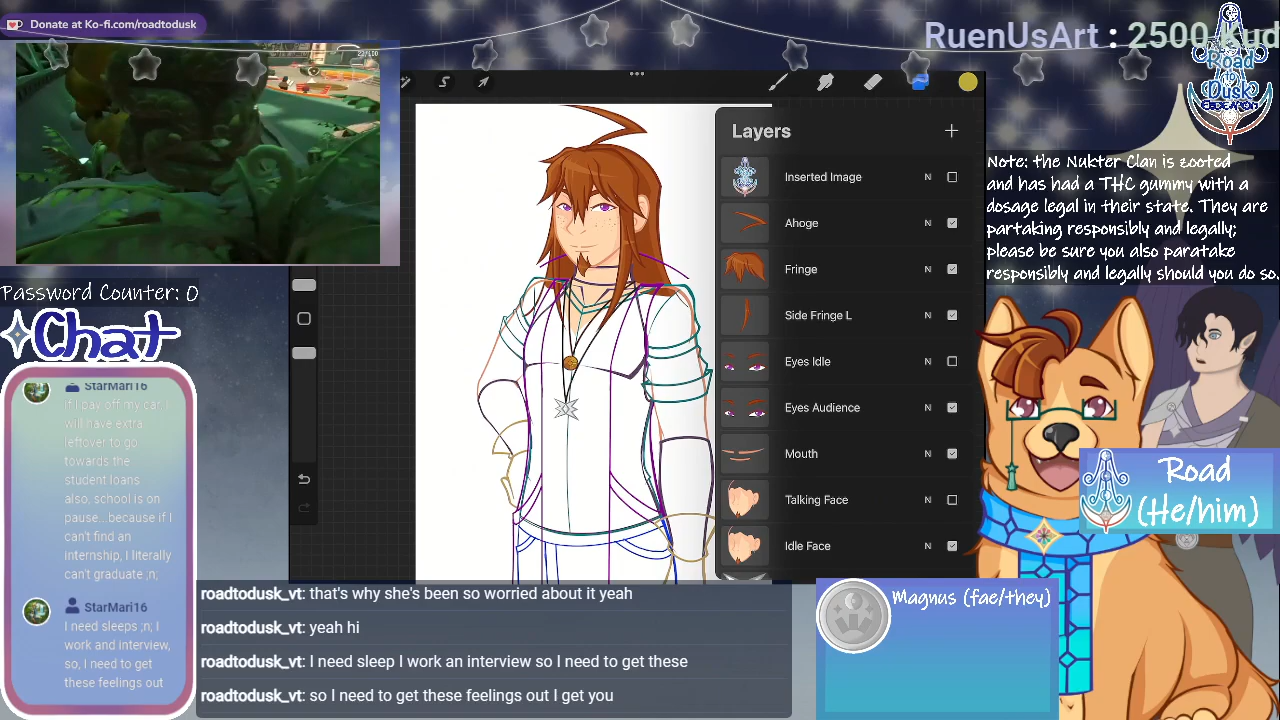 Donate at Ko-fi.com/roadtodusk
RuenUsArt : 2500 Kud
Road
to
Dusk
Layers
Inserted Image N
Ahoge N
Fringe N
Side Fringe L N
Eyes Idle N
Eyes Audience N
Mouth N
Talking Face N
Idle Face N
Note: the Nukter Clan is zooted
and has had a THC gummy with a
dosage legal in their state. They are
partaking responsibly and legally;
please be sure you also paratake
responsibly and legally should you do so.
Password Counter: 0
Chat
StarMari16
If I pay off my car I
will have extra
leftover to go
towards the
student loans
also, school is on
pause...because if I
can't find an
internship, I literally
can't graduate ;n;
StarMari16
I need sleeps ;n; I
work and interview,
so, I need to get
these feelings out
roadtodusk_vt: that's why she's been so worried about it yeah
roadtodusk_vt: yeah hi
roadtodusk_vt: I need sleep I work an interview so I need to get these
roadtodusk_vt: so I need to get these feelings out I get you
Road
(He/him)
Magnus (fae/they)